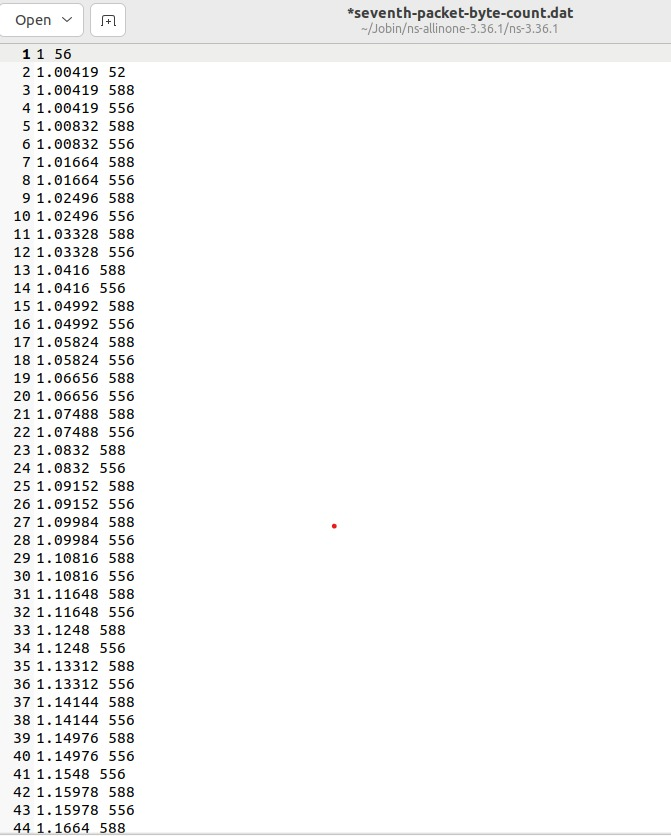 Open
*seventh-packet-byte-count.dat
~/Jobin/ns-allinone-3.36.1/ns-3.36.1
1 1 56
2 1.00419 52
3 1.00419 588
4 1.00419 556
5 1.00832 588
6 1.00832 556
7 1.01664 588
8 1.01664 556
9 1.02496 588
10 1.02496 556
11 1.03328 588
12 1.03328 556
13 1.0416 588
14 1.0416 556
15 1.04992 588
16 1.04992 556
17 1.05824 588
18 1.05824 556
19 1.06656 588
20 1.06656 556
21 1.07488 588
22 1.07488 556
23 1.0832 588
24 1.0832 556
25 1.09152 588
26 1.09152 556
27 1.09984 588
28 1.09984 556
29 1.10816 588
30 1.10816 556
31 1.11648 588
32 1.11648 556
33 1.1248 588
34 1.1248 556
35 1.13312 588
36 1.13312 556
37 1.14144 588
38 1.14144 556
39 1.14976 588
40 1.14976 556
41 1.1548 556
42 1.15978 588
43 1.15978 556
44 1.1664 588